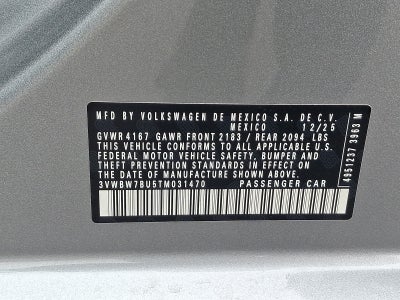 MFD BY VOLKSWAGEN DE MEXICO S.A. DE C.V.
MEXICO 12/25
GVWR 4167 GAWR FRONT 2183 / REAR 2094 LBS
THIS VEHICLE CONFORMS TO ALL APPLICABLE U.S.
FEDERAL MOTOR VEHICLE SAFETY, BUMPER AND
THEFT PREVENTION STANDARDS IN EFFECT ON THE
DATE OF MANUFACTURE SHOWN ABOVE.
3VWBW7BU5TM031470 PASSENGER CAR
4951237 3963 M